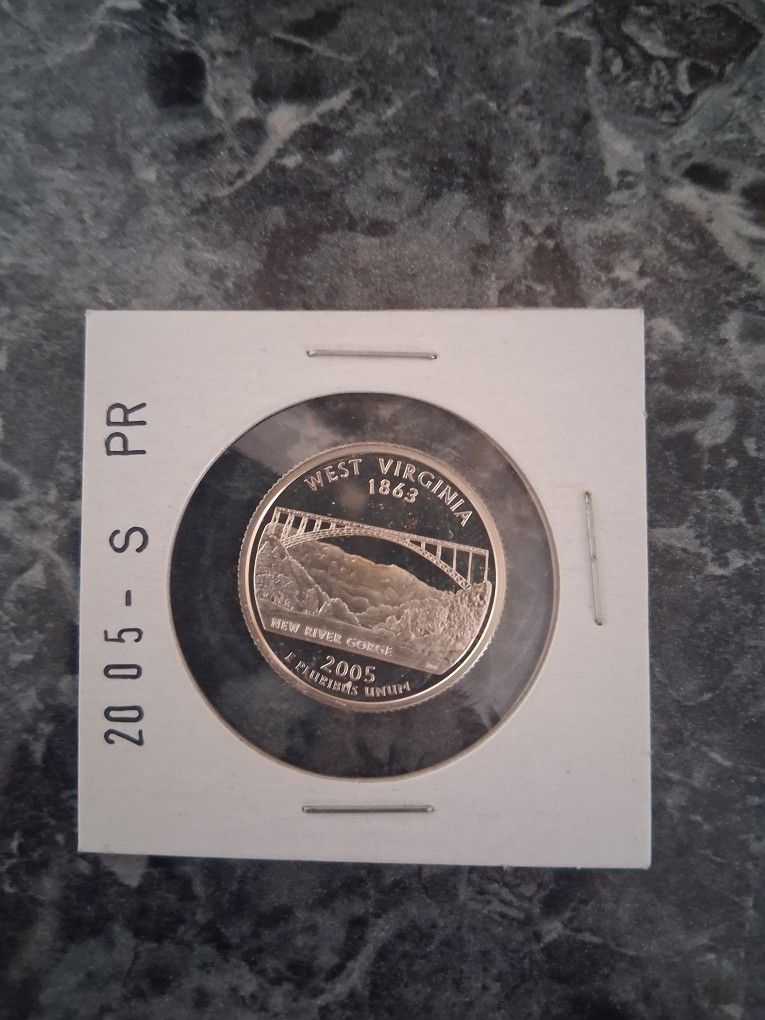 2005-S PR
WEST VIRGINIA
1863
NEW RIVER GORGE
2005
E PLURIBUS UNUM